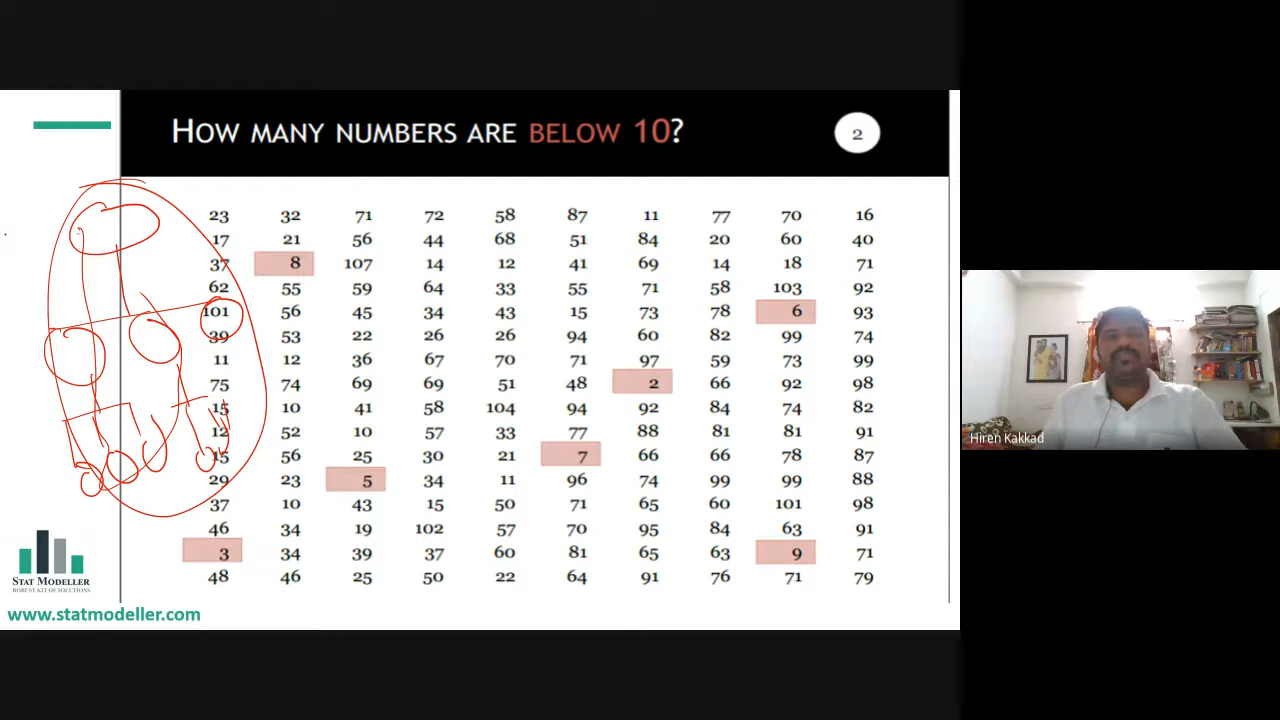 HOW MANY NUMBERS ARE BELOW 10?
2
23 32 71 72 58 87 11 77 70 16
17 21 56 44 68 51 84 20 60 40
37 8 107 14 12 41 69 14 18 71
62 55 59 64 33 55 71 58 103 92
101 56 45 34 43 15 73 78 6 93
39 53 22 26 26 94 60 82 99 74
11 12 36 67 70 71 97 59 73 99
75 74 69 69 51 48 2 66 92 98
15 10 41 58 104 94 92 84 74 82
12 52 10 57 33 77 88 81 81 91
15 56 25 30 21 7 66 66 78 87
29 23 5 34 11 96 74 99 99 88
37 10 43 15 50 71 65 60 101 98
46 34 19 102 57 70 95 84 63 91
3 34 39 37 60 81 65 63 9 71
48 46 25 50 22 64 91 76 71 79
STAT MODELLER
ROBUST KIT OF SOLUTIONS
www.statmodeller.com
Hiren Kakkad